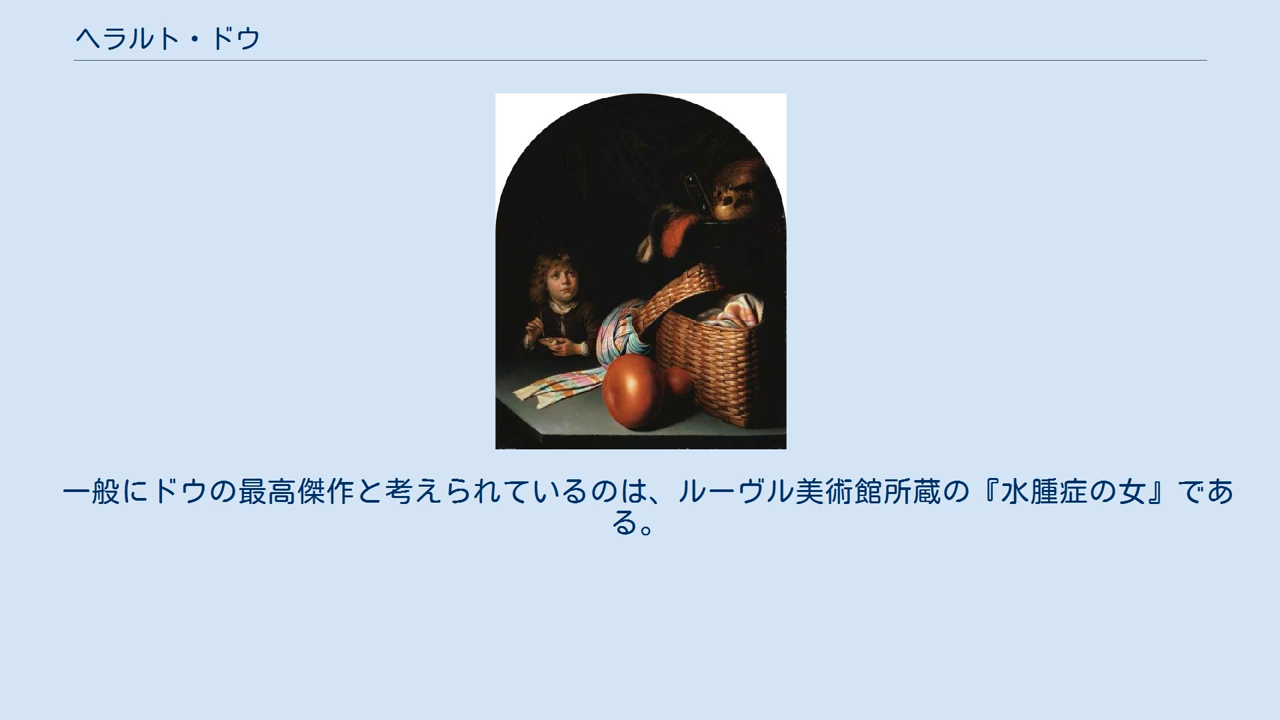 ヘラルト・ドウ
一般にドウの最高傑作と考えられているのは、ルーヴル美術館所蔵の『水腫症の女』であ
る。